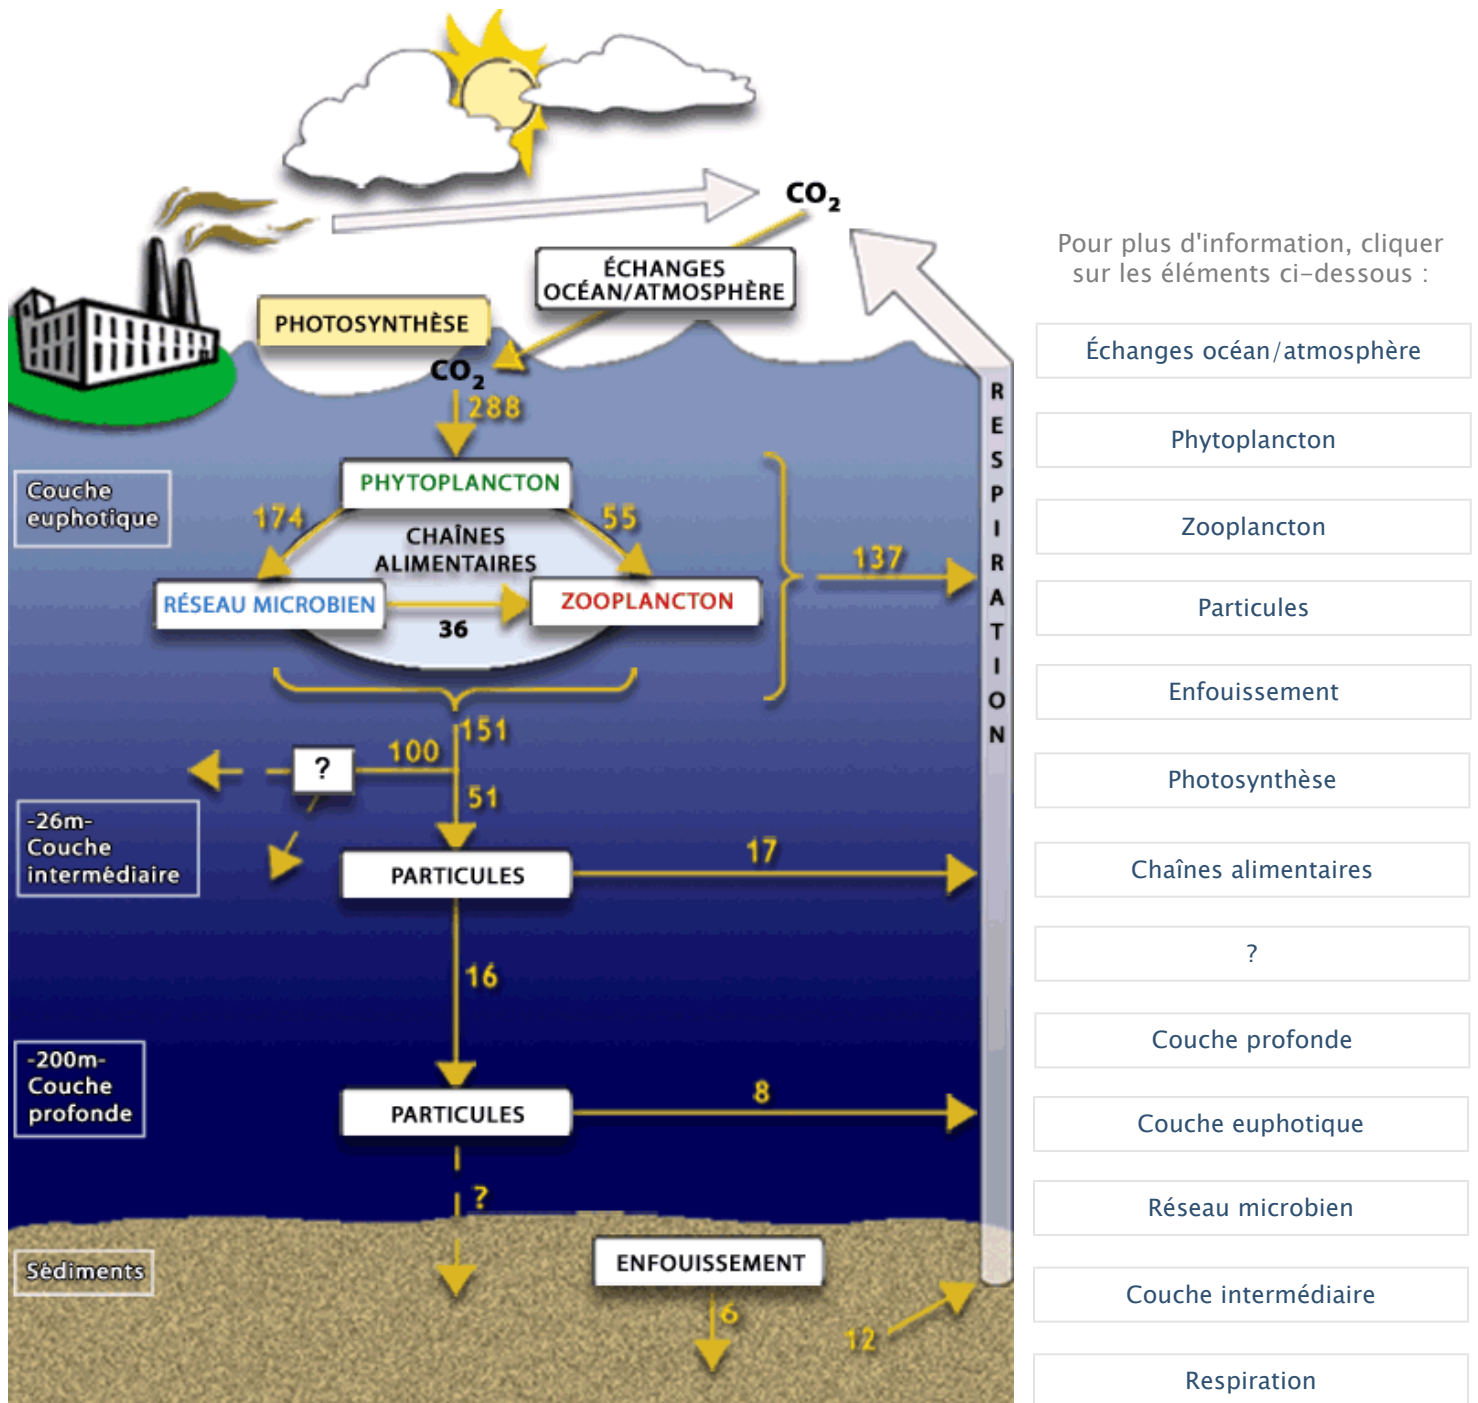 CO₂
ÉCHANGES
OCÉAN/ATMOSPHÈRE
PHOTOSYNTHÈSE
CO₂
288
Couche
euphotique
PHYTOPLANCTON
174
55
CHAÎNES
ALIMENTAIRES
RÉSEAU MICROBIEN
36
ZOOPLANCTON
137
RESPIRATION
151
100
?
51
-26m-
Couche
intermédiaire
PARTICULES
17
16
-200m-
Couche
profonde
PARTICULES
8
?
Sédiments
ENFOUISSEMENT
6
12
Pour plus d'information, cliquer
sur les éléments ci-dessous :
Échanges océan/atmosphère
Phytoplancton
Zooplancton
Particules
Enfouissement
Photosynthèse
Chaînes alimentaires
?
Couche profonde
Couche euphotique
Réseau microbien
Couche intermédiaire
Respiration